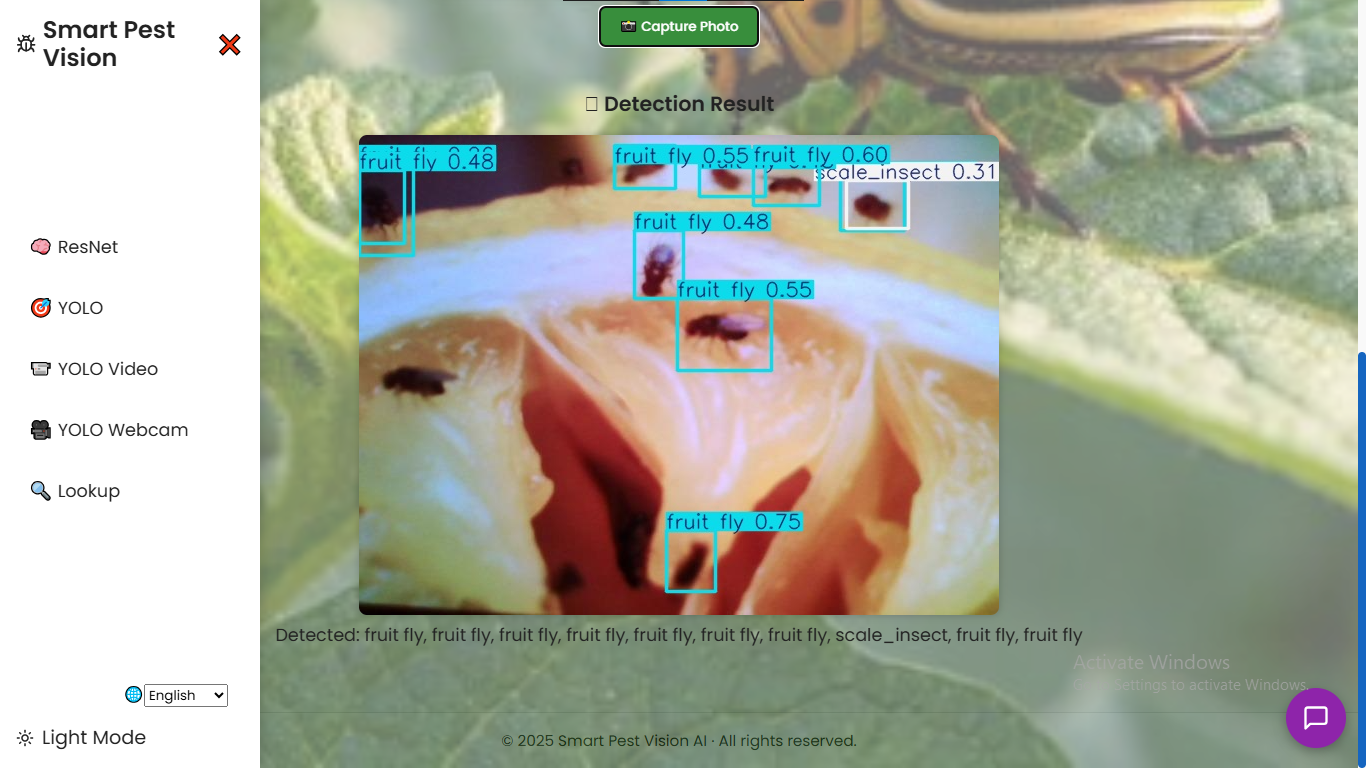 Smart Pest
Vision
ResNet
YOLO
YOLO Video
YOLO Webcam
Lookup
English
Light Mode
Capture Photo
Detection Result
fruit fly 0.48
fruit fly 0.55
fruit fly 0.60
scale_insect 0.31
fruit fly 0.48
fruit fly 0.55
fruit fly 0.75
Detected: fruit fly, fruit fly, fruit fly, fruit fly, fruit fly, fruit fly, fruit fly, scale_insect, fruit fly, fruit fly
Activate Windows
Settings to activate Windows.
© 2025 Smart Pest Vision AI · All rights reserved.